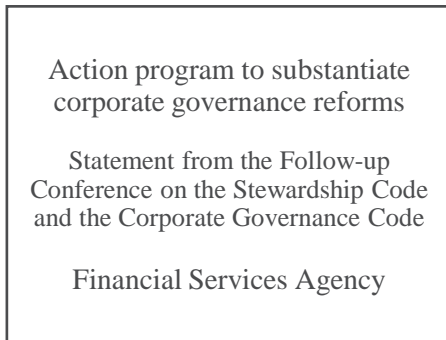 Action program to substantiate
corporate governance reforms
Statement from the Follow-up
Conference on the Stewardship Code
and the Corporate Governance Code
Financial Services Agency